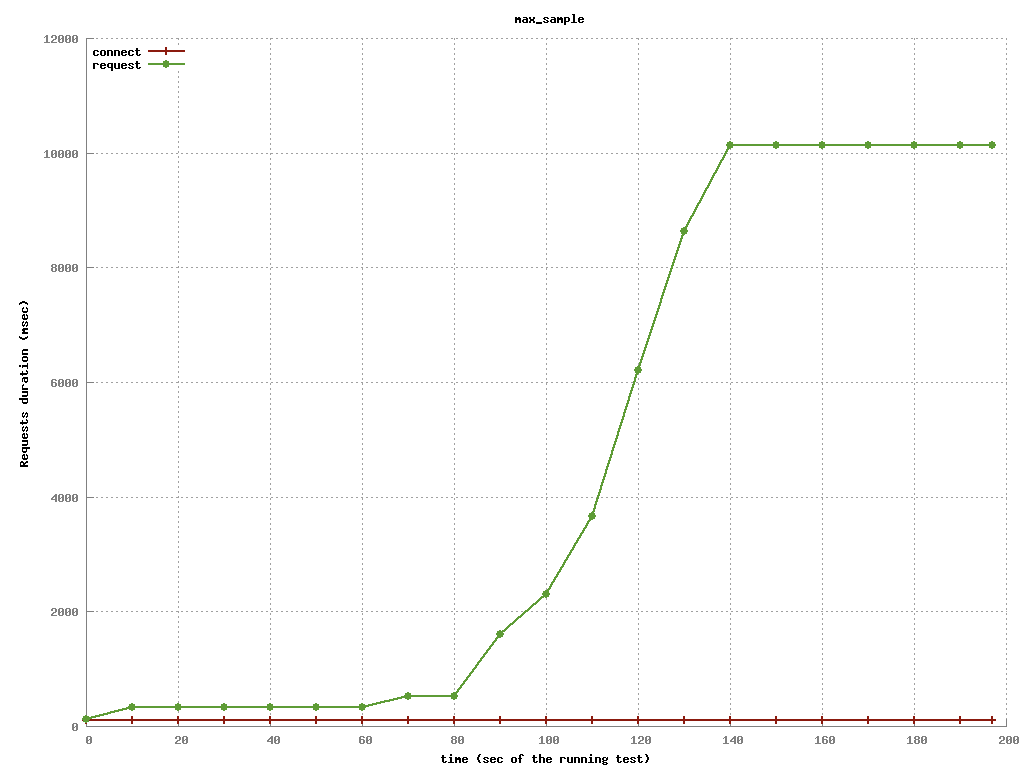 max_sample
12000
connect
request
10000
8000
Requests duration (msec)
6000
4000
2000
0
0 20 40 60 80 100 120 140 160 180 200
time (sec of the running test)